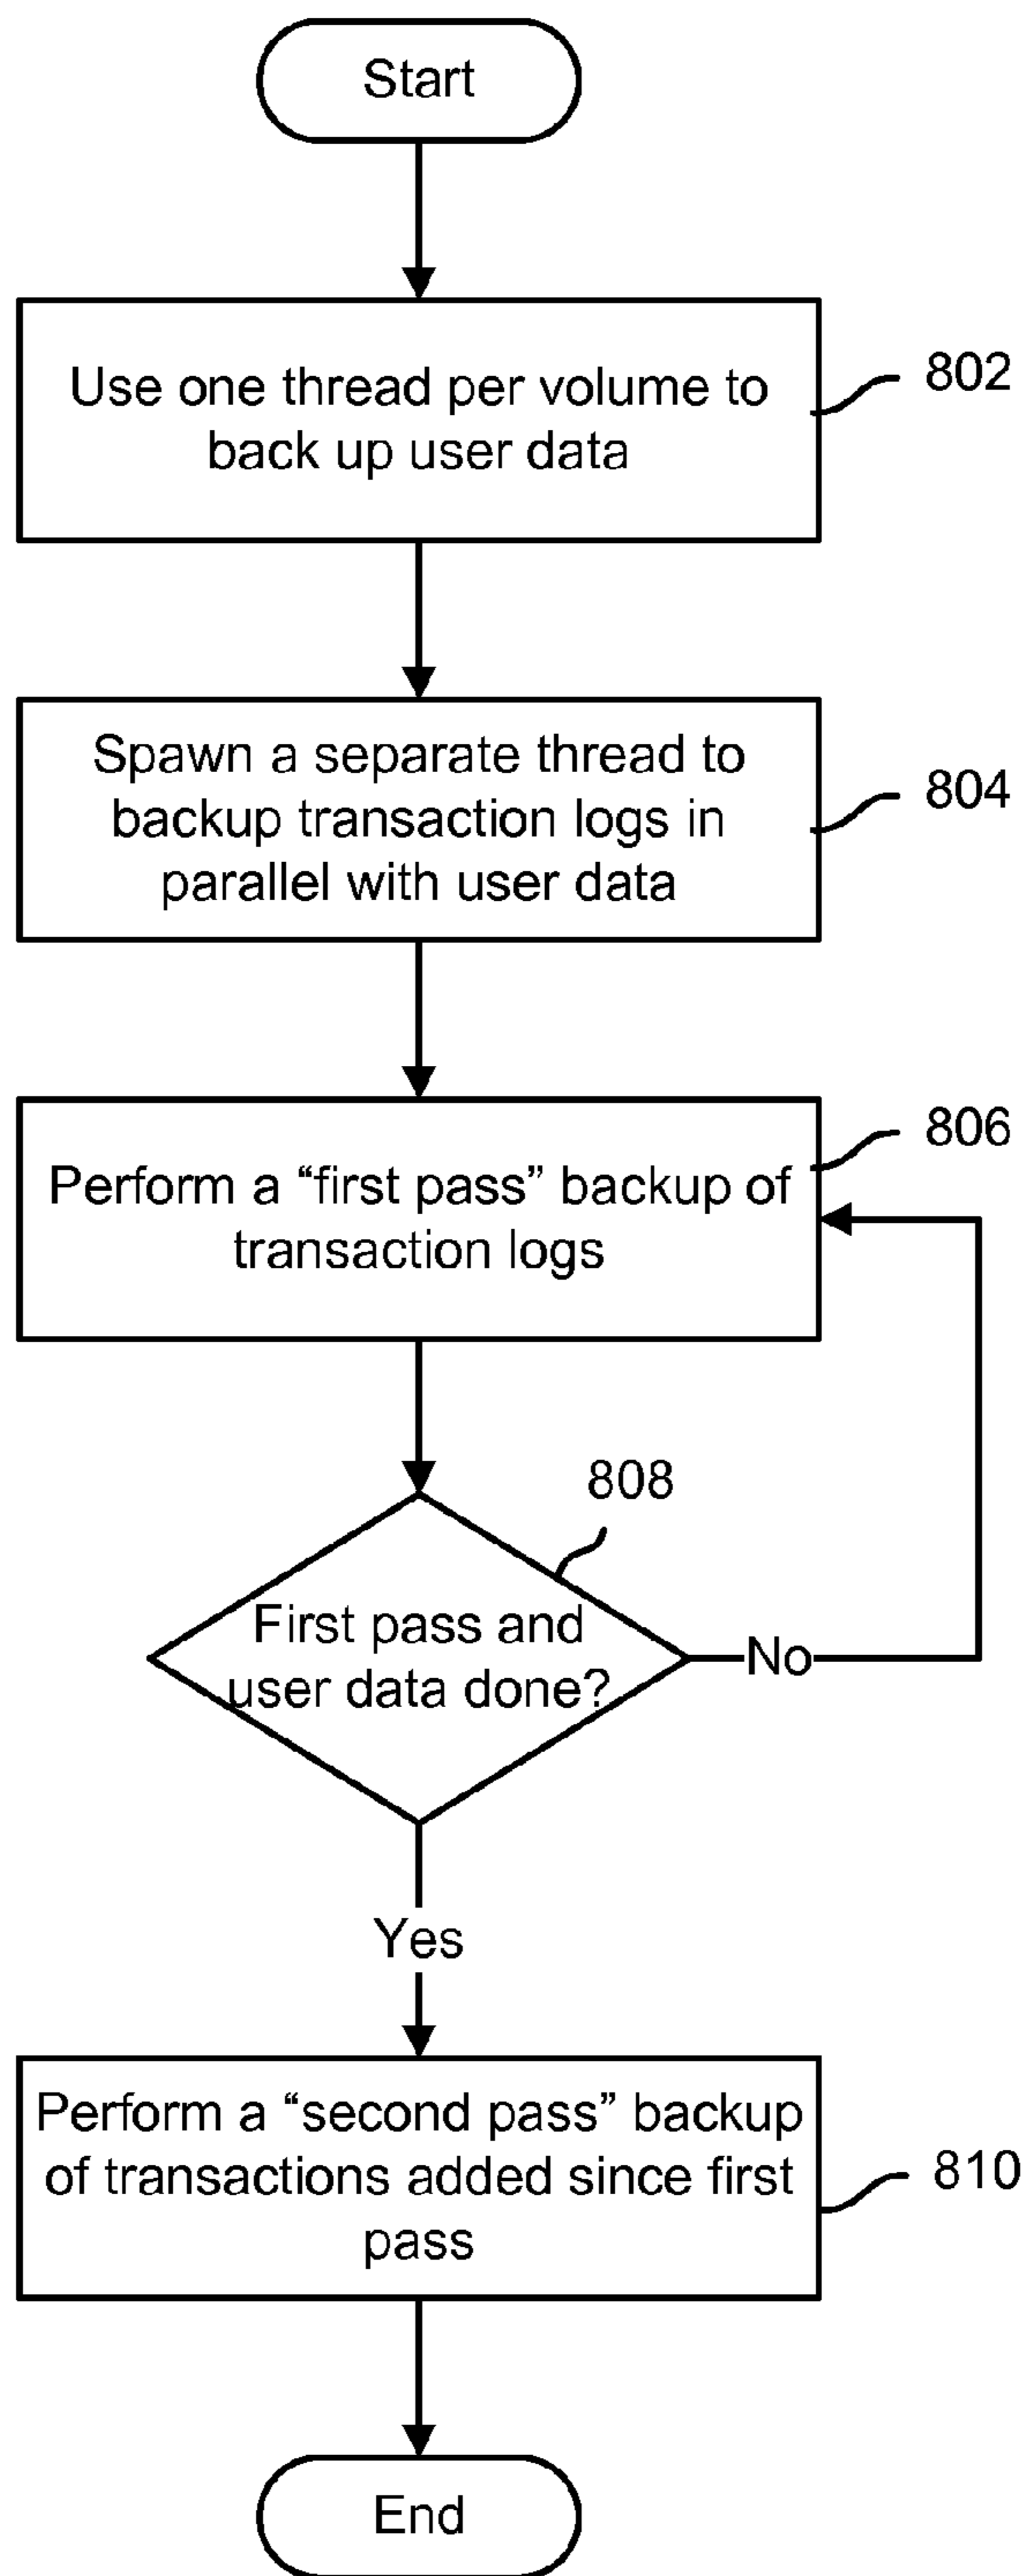 Start
Use one thread per volume to
back up user data
802
Spawn a separate thread to
backup transaction logs in
parallel with user data
804
Perform a “first pass” backup of
transaction logs
806
808
First pass and
user data done?
No
Yes
Perform a “second pass” backup
of transactions added since first
pass
810
End